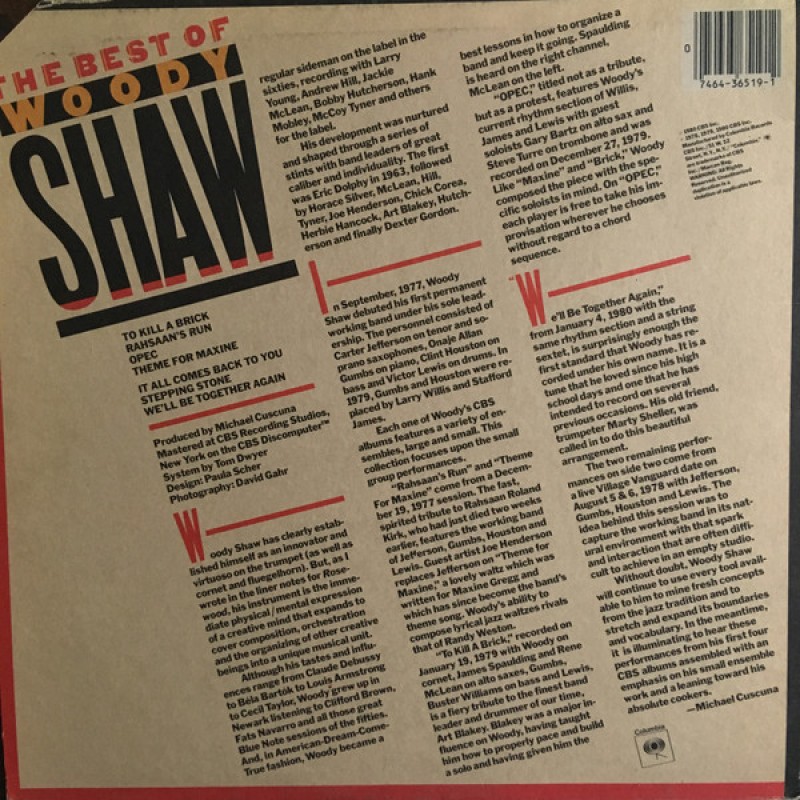 THE BEST OF
WOODY
SHAW
TO KILL A BRICK
RAHSAAN'S RUN
OPEC
THEME FOR MAXINE
IT ALL COMES BACK TO YOU
STEPPING STONE
WE'LL BE TOGETHER AGAIN
Produced by Michael Cuscuna
Mastered at CBS Recording Studios,
New York on the CBS Discomputer™
System by Tom Dwyer
Design: Paula Scher
Photography: David Gahr
Woody Shaw has clearly estab-
lished himself as an innovator and
virtuoso on the trumpet (as well as
cornet and fluegelhorn). But, as I
wrote in the liner notes for Rose-
wood, his instrument is the imme-
diate physical/mental expression
of a creative mind that expands to
cover composition, orchestration
and the organizing of other creative
beings into a unique musical unit.
Although his tastes and influ-
ences range from Claude Debussy
to Béla Bartók to Louis Armstrong
to Cecil Taylor, Woody grew up in
Newark listening to Clifford Brown,
Fats Navarro and all those great
Blue Note sessions of the fifties.
And, in American-Dream-Come-
True fashion, Woody became a
regular sideman on the label in the
sixties, recording with Larry
Young, Andrew Hill, Jackie
McLean, Bobby Hutcherson, Hank
Mobley, McCoy Tyner and others
for the label.
His development was nurtured
and shaped through a series of
stints with band leaders of great
caliber and individuality. The first
was Eric Dolphy in 1963, followed
by Horace Silver, McLean, Hill,
Tyner, Joe Henderson, Chick Corea,
Herbie Hancock, Art Blakey, Hutch-
erson and finally Dexter Gordon.
In September, 1977, Woody
Shaw debuted his first permanent
working band under his sole lead-
ership. The personnel consisted of
Carter Jefferson on tenor and so-
prano saxophones, Onaje Allan
Gumbs on piano, Clint Houston on
bass and Victor Lewis on drums. In
1979, Gumbs and Houston were re-
placed by Larry Willis and Stafford
James.
Each one of Woody's CBS
albums features a variety of en-
sembles, large and small. This
collection focuses upon the small
group performances.
"Rahsaan's Run" and "Theme
For Maxine" come from a Decem-
ber 19, 1977 session. The fast,
spirited tribute to Rahsaan Roland
Kirk, who had just died two weeks
earlier, features the working band
of Jefferson, Gumbs, Houston and
Lewis. Guest artist Joe Henderson
replaces Jefferson on "Theme for
Maxine," a lovely waltz which was
written for Maxine Gregg and
which has since become the band's
theme song. Woody's ability to
compose lyrical jazz waltzes rivals
that of Randy Weston.
"To Kill A Brick," recorded on
January 19, 1979 with Woody on
cornet, James Spaulding and Rene
McLean on alto saxes, Gumbs,
Buster Williams on bass and Lewis,
is a fiery tribute to the finest band
leader and drummer of our time,
Art Blakey. Blakey was a major in-
fluence on Woody, having taught
him how to properly pace and build
a solo and having given him the
best lessons in how to organize a
band and keep it going. Spaulding
is heard on the right channel,
McLean on the left.
"OPEC," titled not as a tribute,
but as a protest, features Woody's
current rhythm section of Willis,
James and Lewis with guest
soloists Gary Bartz on alto sax and
Steve Turre on trombone and was
recorded on December 27, 1979.
Like "Maxine" and "Brick," Woody
composed the piece with the spe-
cific soloists in mind. On "OPEC,"
each player is free to take his im-
provisation wherever he chooses
without regard to a chord
sequence.
"We'll Be Together Again,"
from January 4, 1980 with the
same rhythm section and a string
sextet, is surprisingly enough the
first standard that Woody has re-
corded under his own name. It is a
tune that he loved since his high
school days and one that he has
intended to record on several
previous occasions. His old friend,
trumpeter Marty Sheller, was
called in to do this beautiful
arrangement.
The two remaining perfor-
mances on side two come from
a live Village Vanguard date on
August 5 & 6, 1978 with Jefferson,
Gumbs, Houston and Lewis. The
idea behind this session was to
capture the working band in its nat-
ural environment with that spark
and interaction that are often diffi-
cult to achieve in an empty studio.
Without doubt, Woody Shaw
will continue to use every tool avail-
able to him to mine fresh concepts
from the jazz tradition and to
stretch and expand its boundaries
and vocabulary. In the meantime,
it is illuminating to hear these
performances from his first four
CBS albums assembled with an
emphasis on his small ensemble
work and a leaning toward his
absolute cookers.
—Michael Cuscuna
Columbia
0 7464-36519-1
Manufactured by Columbia Records